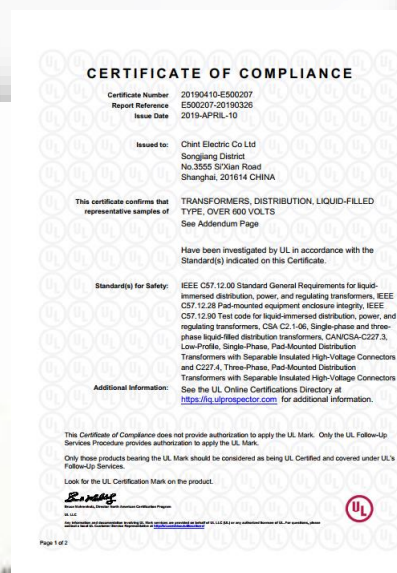 CERTIFICATE OF COMPLIANCE
Certificate Number 20190410-E500207
Report Reference E500207-20190326
Issue Date 2019-APRIL-10
Issued to: Chint Electric Co Ltd
Songjiang District
No.3555 Si'Xian Road
Shanghai, 201614 CHINA
This certificate confirms that TRANSFORMERS, DISTRIBUTION, LIQUID-FILLED
representative samples of TYPE, OVER 600 VOLTS
See Addendum Page
Have been investigated by UL in accordance with the
Standard(s) indicated on this Certificate.
Standard(s) for Safety: IEEE C57.12.00 Standard General Requirements for liquid-
immersed distribution, power, and regulating transformers, IEEE
C57.12.28 Pad-mounted equipment enclosure integrity, IEEE
C57.12.90 Test code for liquid-immersed distribution, power, and
regulating transformers, CSA C2.1-06, Single-phase and three-
phase liquid-filled distribution transformers, CAN/CSA-C227.3,
Low-Profile, Single-Phase, Pad-Mounted Distribution
Transformers with Separable Insulated High-Voltage Connectors
and C227.4, Three-Phase, Pad-Mounted Distribution
Transformers with Separable Insulated High-Voltage Connectors
Additional Information: See the UL Online Certifications Directory at
https://iq.ulprospector.com for additional information.
This Certificate of Compliance does not provide authorization to apply the UL Mark. Only the UL Follow-Up
Services Procedure provides authorization to apply the UL Mark.
Only those products bearing the UL Mark should be considered as being UL Certified and covered under UL's
Follow-Up Services.
Look for the UL Certification Mark on the product.
Director North American Certification Program
UL LLC
UL
Page 1 of 2